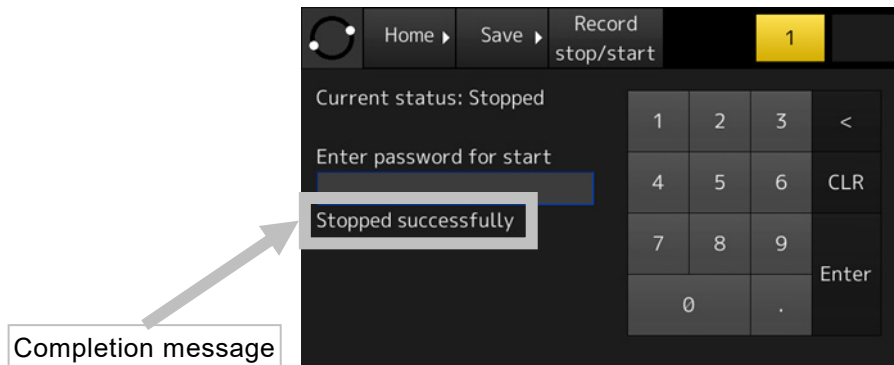 Home Save Record
stop/start
1
Current status: Stopped
Enter password for start
Stopped successfully
1 2 3 <
4 5 6 CLR
7 8 9
Enter
0 .
Completion message